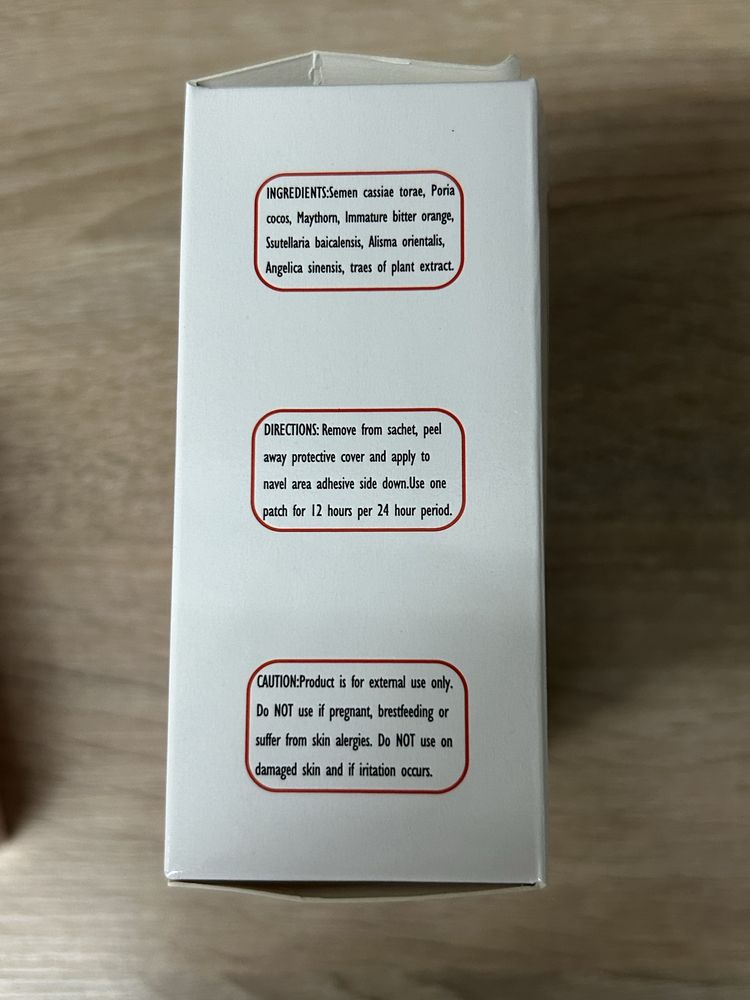 INGREDIENTS:Semen cassiae torae, Poria
cocos, Maythorn, Immature bitter orange,
Ssutellaria baicalensis, Alisma orientalis,
Angelica sinensis, traes of plant extract.
DIRECTIONS: Remove from sachet, peel
away protective cover and apply to
navel area adhesive side down.Use one
patch for 12 hours per 24 hour period.
CAUTION:Product is for external use only.
Do NOT use if pregnant, brestfeeding or
suffer from skin alergies. Do NOT use on
damaged skin and if iritation occurs.